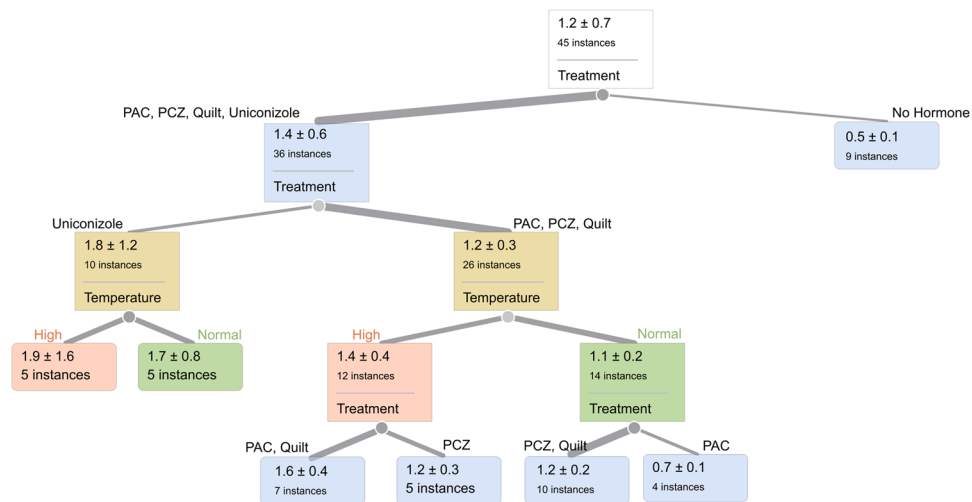 1.2 ± 0.7
45 instances
Treatment
PAC, PCZ, Quilt, Uniconizole
No Hormone
1.4 ± 0.6
36 instances
Treatment
0.5 ± 0.1
9 instances
Uniconizole
PAC, PCZ, Quilt
1.8 ± 1.2
10 instances
Temperature
1.2 ± 0.3
26 instances
Temperature
High
Normal
High
Normal
1.9 ± 1.6
5 instances
1.7 ± 0.8
5 instances
1.4 ± 0.4
12 instances
Treatment
1.1 ± 0.2
14 instances
Treatment
PAC, Quilt
PCZ
PCZ, Quilt
PAC
1.6 ± 0.4
7 instances
1.2 ± 0.3
5 instances
1.2 ± 0.2
10 instances
0.7 ± 0.1
4 instances